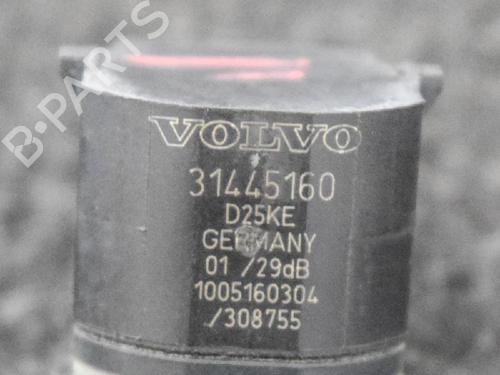 B-PARTS
VOLVO
31445160
D25KE
GERMANY
01 /29dB
1005160304
/308755